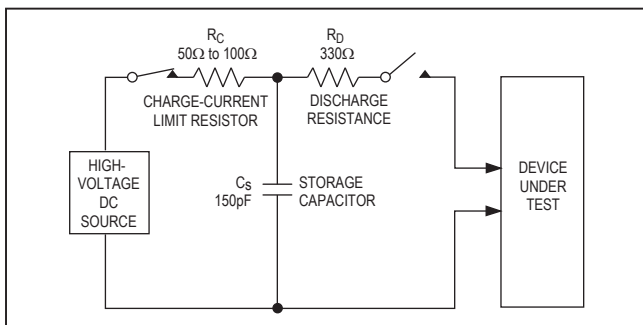 RC
50Ω to 100Ω
CHARGE-CURRENT
LIMIT RESISTOR
RD
330Ω
DISCHARGE
RESISTANCE
HIGH-
VOLTAGE
DC
SOURCE
CS
150pF
STORAGE
CAPACITOR
DEVICE
UNDER
TEST